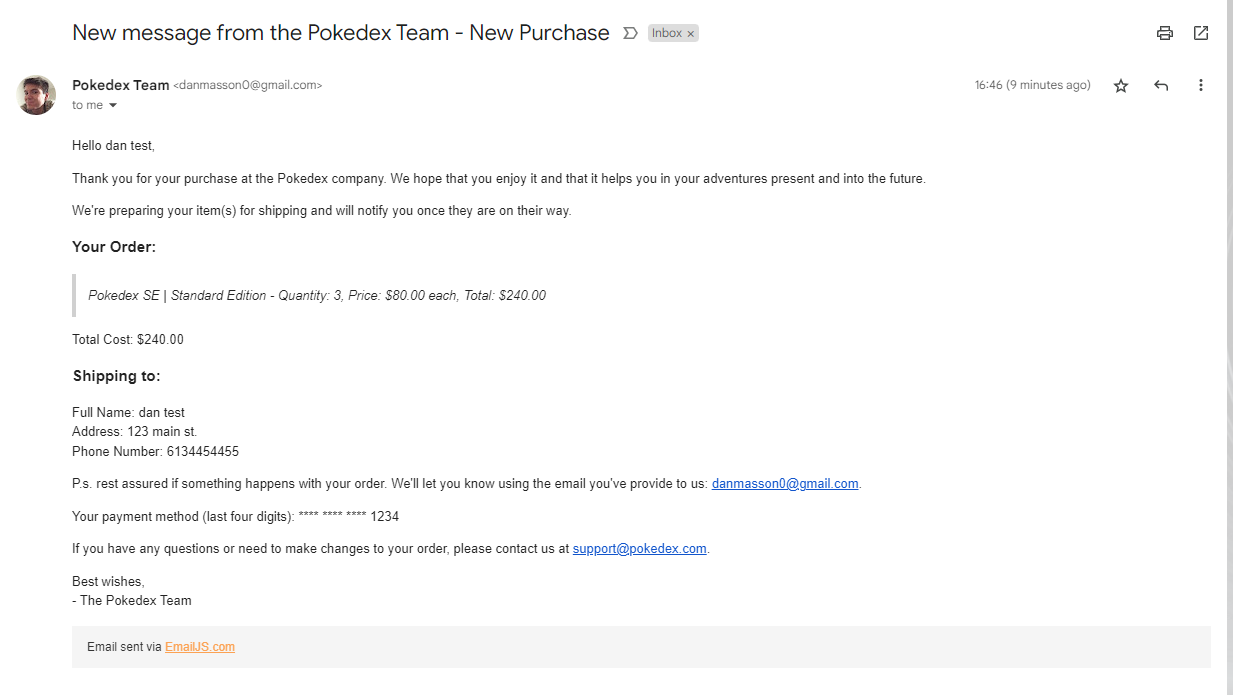 New message from the Pokedex Team - New Purchase Inbox x
Pokedex Team <danmasson0@gmail.com> 16:46 (9 minutes ago)
to me
Hello dan test,
Thank you for your purchase at the Pokedex company. We hope that you enjoy it and that it helps you in your adventures present and into the future.
We're preparing your item(s) for shipping and will notify you once they are on their way.
Your Order:
Pokedex SE | Standard Edition - Quantity: 3, Price: $80.00 each, Total: $240.00
Total Cost: $240.00
Shipping to:
Full Name: dan test
Address: 123 main st.
Phone Number: 6134454455
P.s. rest assured if something happens with your order. We'll let you know using the email you've provide to us: danmasson0@gmail.com.
Your payment method (last four digits): **** **** **** 1234
If you have any questions or need to make changes to your order, please contact us at support@pokedex.com.
Best wishes,
- The Pokedex Team
Email sent via EmailJS.com